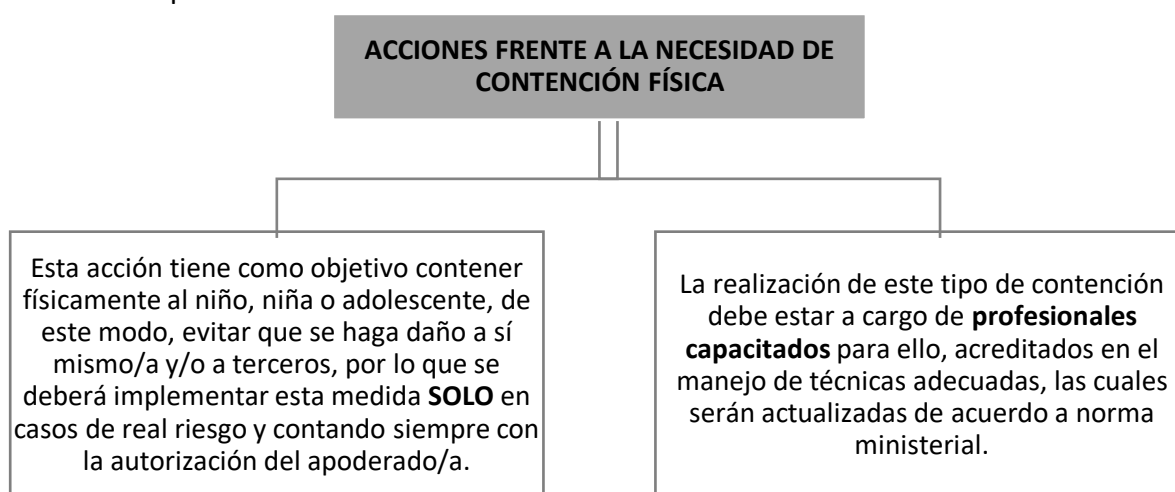 ACCIONES FRENTE A LA NECESIDAD DE
CONTENCIÓN FÍSICA
Esta acción tiene como objetivo contener
físicamente al niño, niña o adolescente, de
este modo, evitar que se haga daño a sí
mismo/a y/o a terceros, por lo que se
deberá implementar esta medida SOLO en
casos de real riesgo y contando siempre con
la autorización del apoderado/a.
La realización de este tipo de contención
debe estar a cargo de profesionales
capacitados para ello, acreditados en el
manejo de técnicas adecuadas, las cuales
serán actualizadas de acuerdo a norma
ministerial.